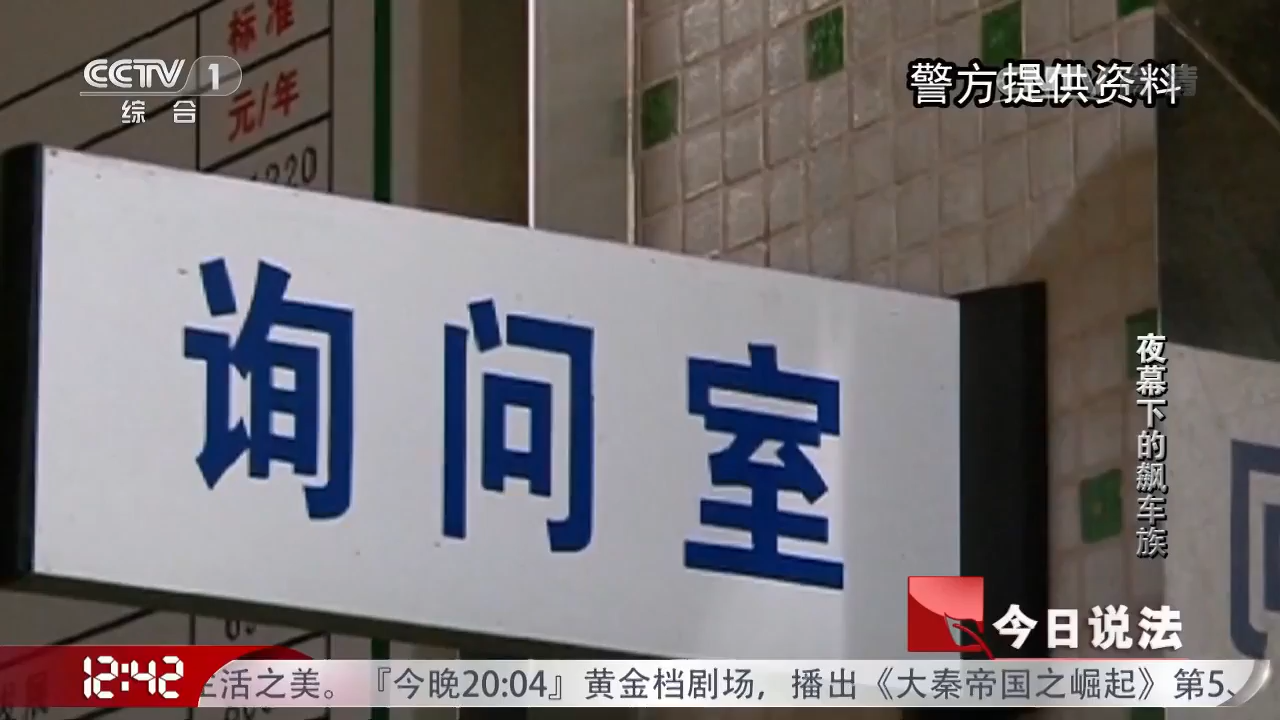 CCTV 1
综合
标准
元/年
警方提供资料
询问室
夜幕下的飙车族
今日说法
12:42
生活之美。『今晚20:04』黄金档剧场，播出《大秦帝国之崛起》第5、